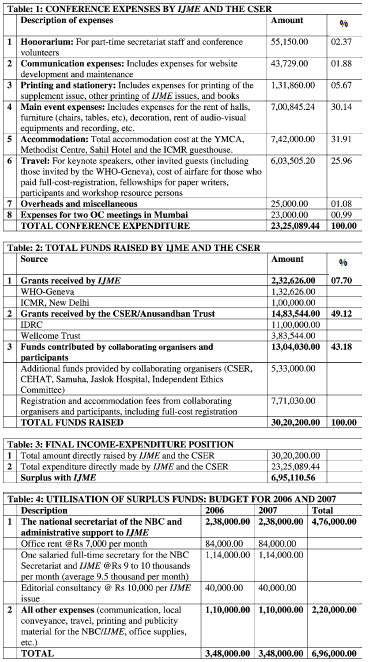 Table: 1: CONFERENCE EXPENSES BY IJME AND THE CSER
Description of expenses Amount %
1 Honorarium: For part-time secretariat staff and conference volunteers 55,150.00 02.37
2 Communication expenses: Includes expenses for website development and maintenance 43,729.00 01.88
3 Printing and stationery: Includes expenses for printing of the supplement issue, other printing of IJME issues, and books 1,31,860.00 05.67
4 Main event expenses: Includes expenses for the rent of halls, furniture (chairs, tables, etc), decoration, rent of audio-visual equipments and recording, etc. 7,00,845.24 30.14
5 Accommodation: Total accommodation cost at the YMCA, Methodist Centre, Sahil Hotel and the ICMR guesthouse. 7,42,000.00 31.91
6 Travel: For keynote speakers, other invited guests (including those invited by the WHO-Geneva), cost of airfare for those who paid full-cost-registration, fellowships for paper writers, participants and workshop resource persons 6,03,505.20 25.96
7 Overheads and miscellaneous 25,000.00 01.08
8 Expenses for two OC meetings in Mumbai 23,000.00 00.99
TOTAL CONFERENCE EXPENDITURE 23,25,089.44 100.00
Table: 2: TOTAL FUNDS RAISED BY IJME AND THE CSER
Source Amount %
1 Grants received by IJME 2,32,626.00 07.70
WHO-Geneva 1,32,626.00
ICMR, New Delhi 1,00,000.00
2 Grants received by the CSER/Anusandhan Trust 14,83,544.00 49.12
IDRC 11,00,000.00
Wellcome Trust 3,83,544.00
3 Funds contributed by collaborating organisers and participants 13,04,030.00 43.18
Additional funds provided by collaborating organisers (CSER, CEHAT, Samuha, Jaslok Hospital, Independent Ethics Committee) 5,33,000.00
Registration and accommodation fees from collaborating organisers and participants, including full-cost registration 7,71,030.00
TOTAL FUNDS RAISED 30,20,200.00 100.00
Table: 3: FINAL INCOME-EXPENDITURE POSITION
1 Total amount directly raised by IJME and the CSER 30,20,200.00
2 Total expenditure directly made by IJME and the CSER 23,25,089.44
Surplus with IJME 6,95,110.56
Table: 4: UTILISATION OF SURPLUS FUNDS: BUDGET FOR 2006 AND 2007
Description 2006 2007 Total
1 The national secretariat of the NBC and administrative support to IJME 2,38,000.00 2,38,000.00 4,76,000.00
Office rent @Rs 7,000 per month 84,000.00 84,000.00
One salaried full-time secretary for the NBC Secretariat and IJME @Rs 9 to 10 thousands per month (average 9.5 thousand per month) 1,14,000.00 1,14,000.00
Editorial consultancy @ Rs 10,000 per IJME issue 40,000.00 40,000.00
2 All other expenses (communication, local conveyance, travel, printing and publicity material for the NBC/IJME, office supplies, etc.) 1,10,000.00 1,10,000.00 2,20,000.00
TOTAL 3,48,000.00 3,48,000.00 6,96,000.00